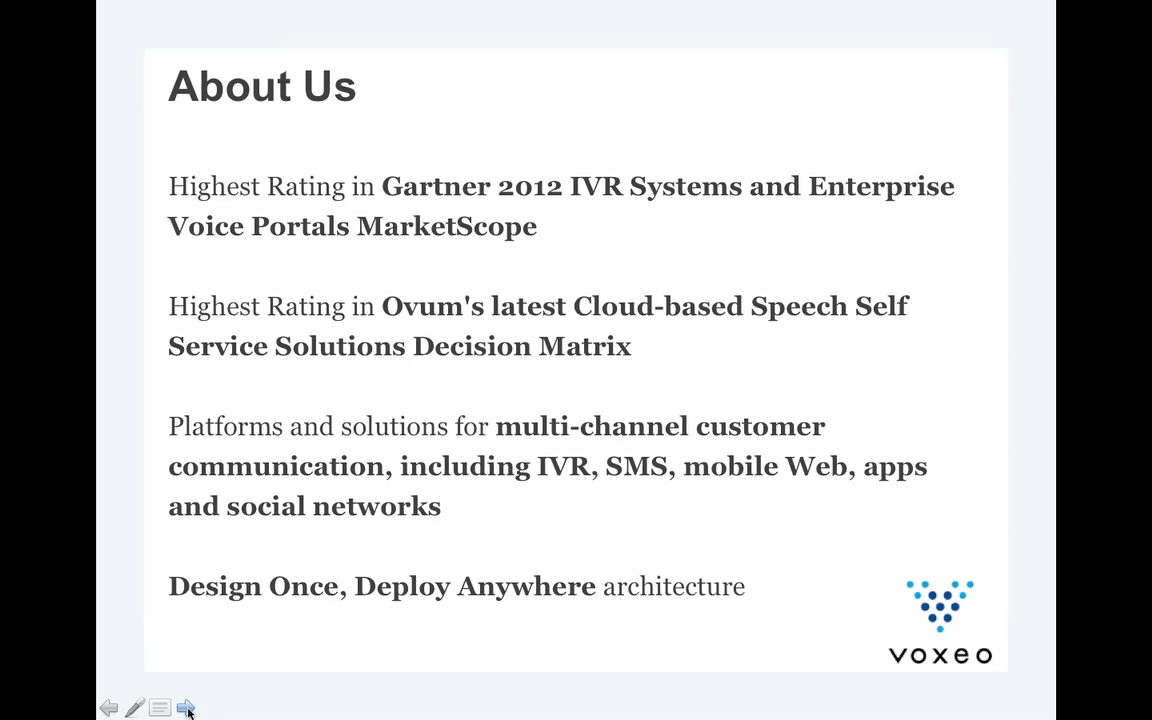 About Us
Highest Rating in Gartner 2012 IVR Systems and Enterprise
Voice Portals MarketScope
Highest Rating in Ovum's latest Cloud-based Speech Self
Service Solutions Decision Matrix
Platforms and solutions for multi-channel customer
communication, including IVR, SMS, mobile Web, apps
and social networks
Design Once, Deploy Anywhere architecture
voxeo